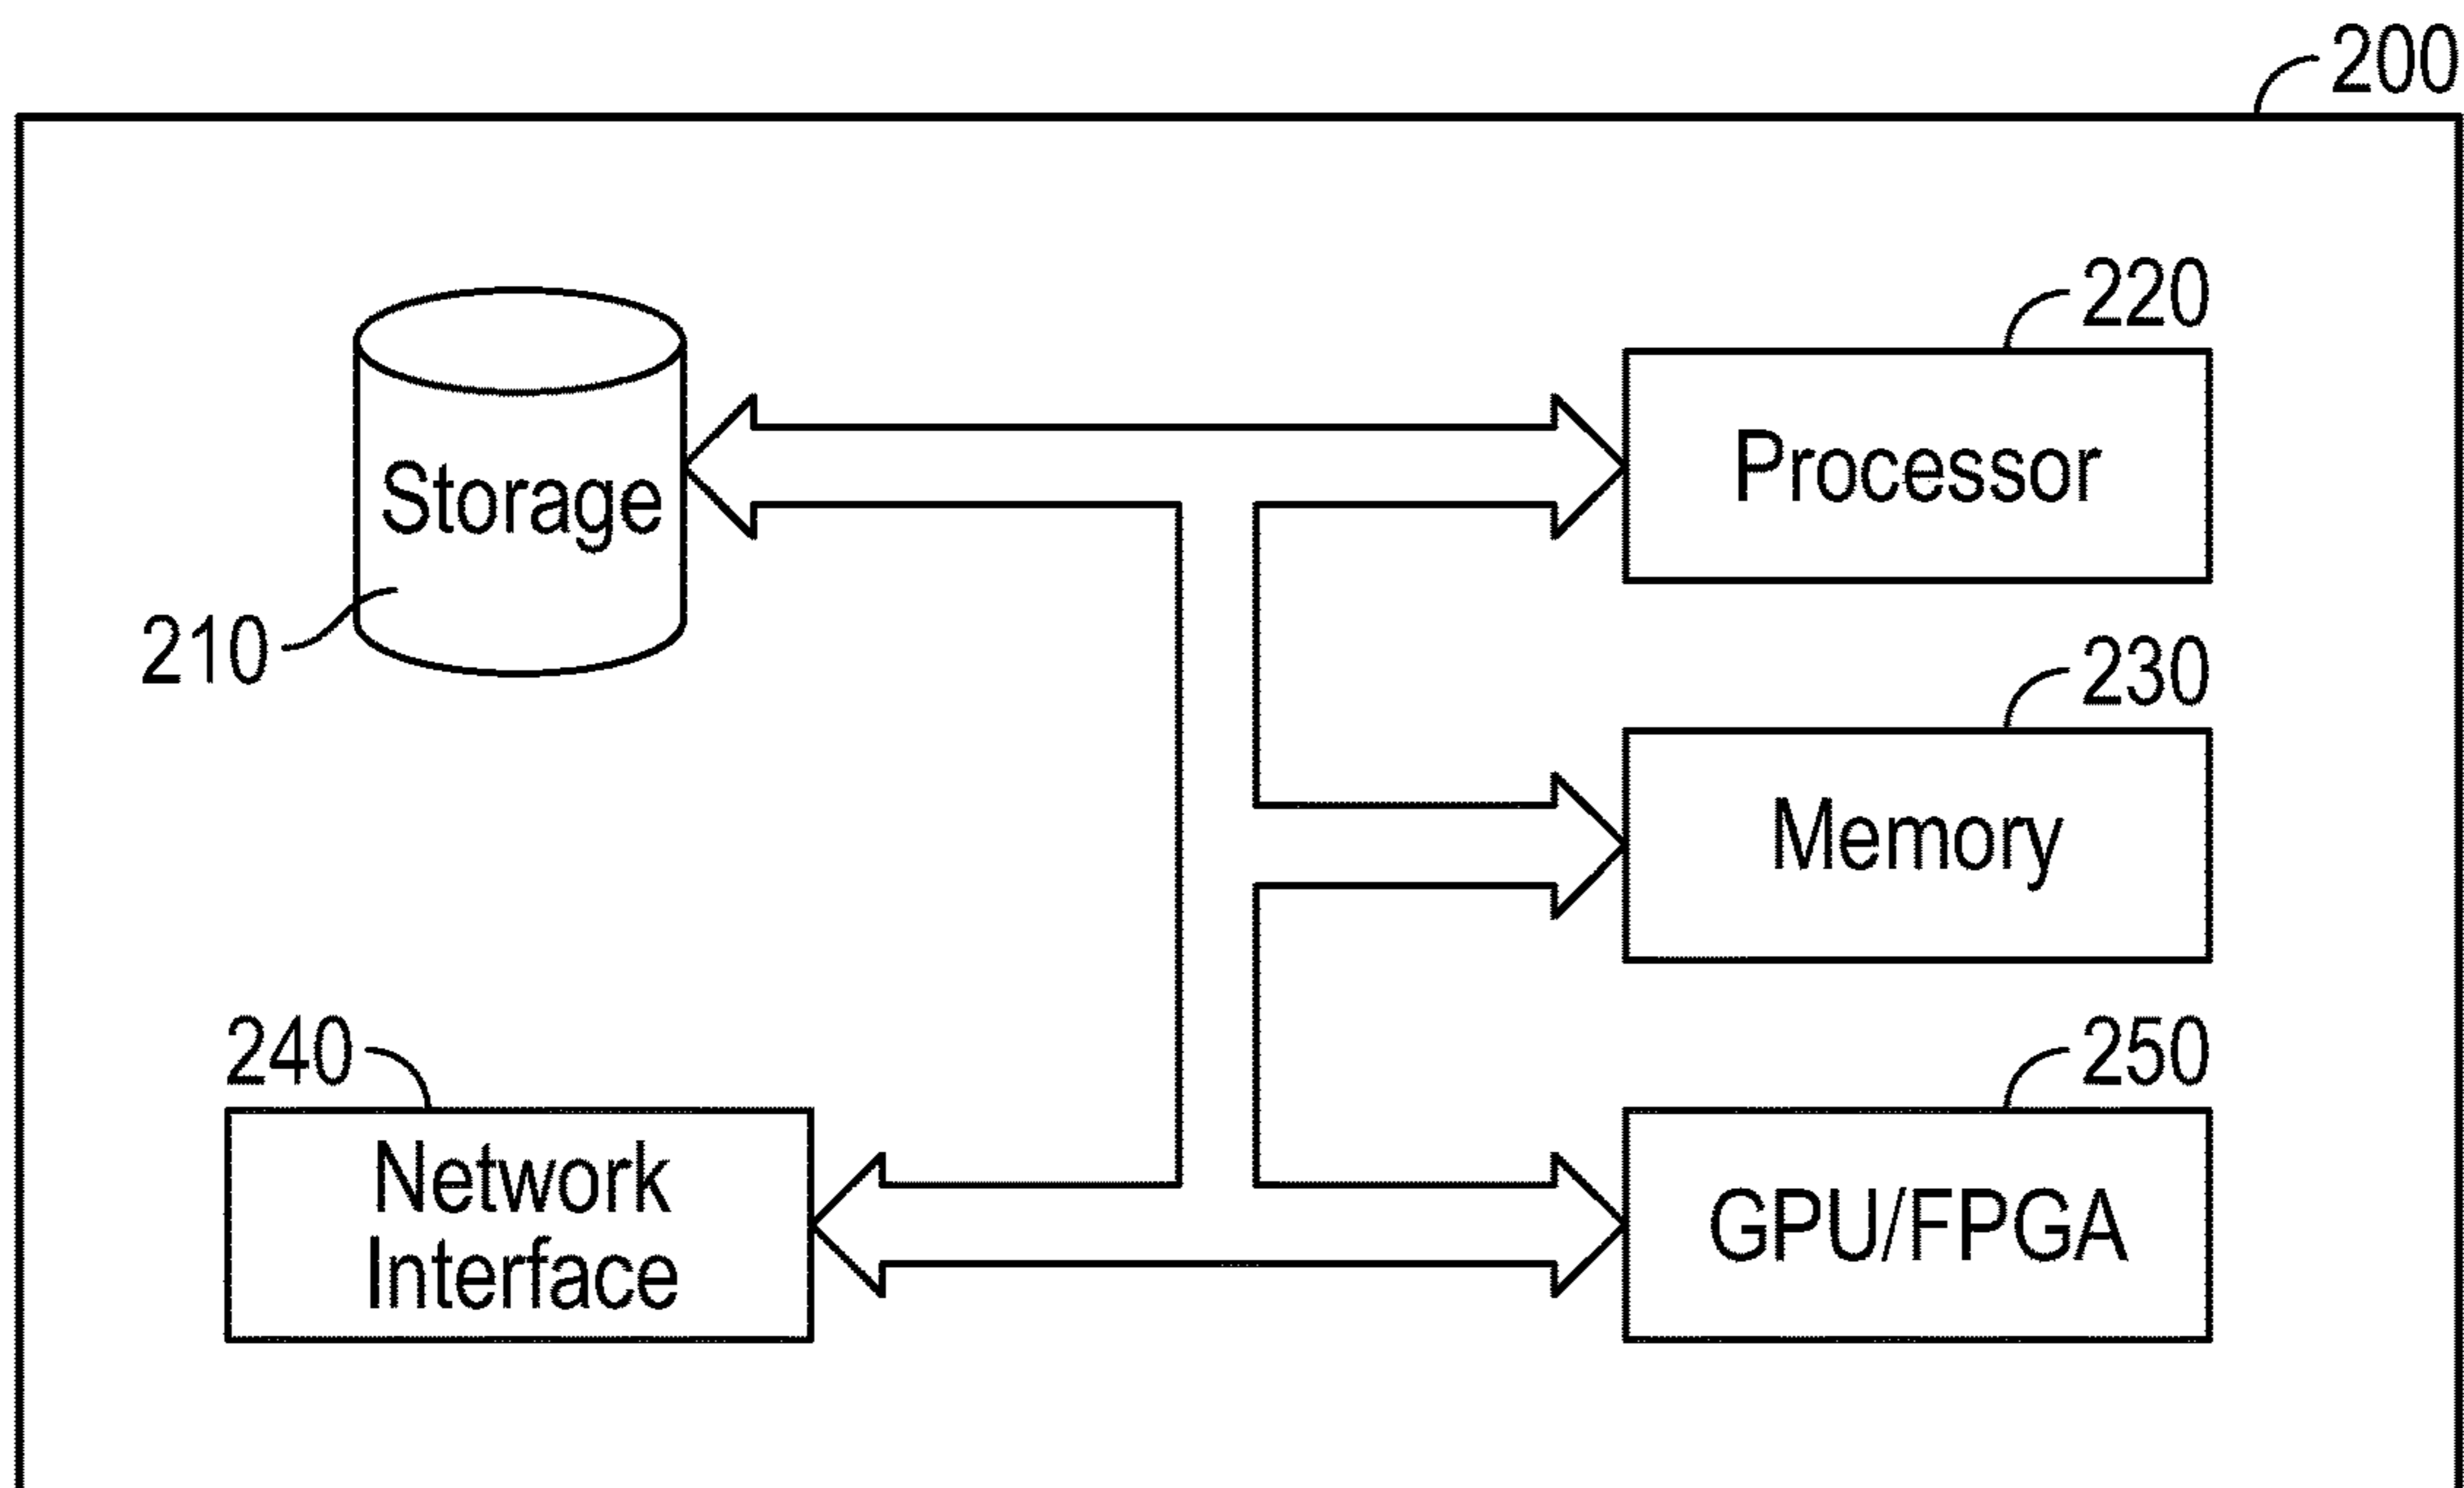 200
220
Processor
Storage
210
230
Memory
240
250
Network
Interface
GPU/FPGA